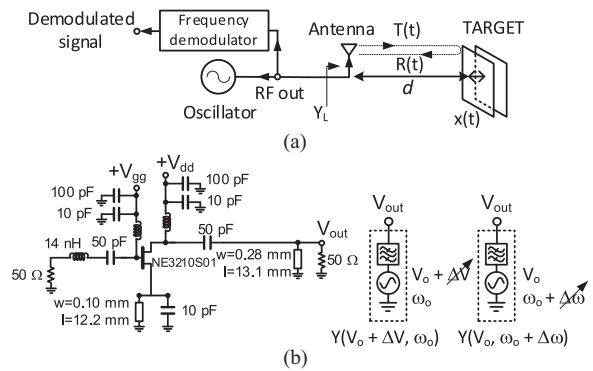 Demodulated
signal
Frequency
demodulator
Oscillator
RF out
Antenna
Y_L
T(t)
R(t)
d
TARGET
x(t)
(a)
+V_gg
+V_dd
100 pF
10 pF
100 pF
10 pF
14 nH
50 pF
50 pF
V_out
50 Ω
NE3210S01
w=0.28 mm
l=13.1 mm
50 Ω
w=0.10 mm
l=12.2 mm
10 pF
V_out
V_o + ΔV
ω_o
Y(V_o + ΔV, ω_o)
V_out
V_o
ω_o + Δω
Y(V_o, ω_o + Δω)
(b)